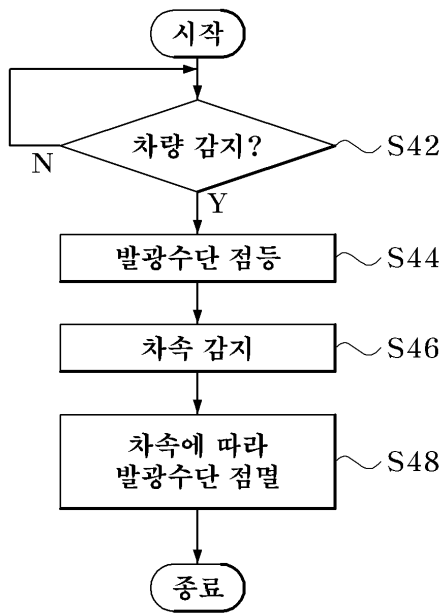 시작
차량 감지?
S42
N
Y
발광수단 점등
S44
차속 감지
S46
차속에 따라
발광수단 점멸
S48
종료